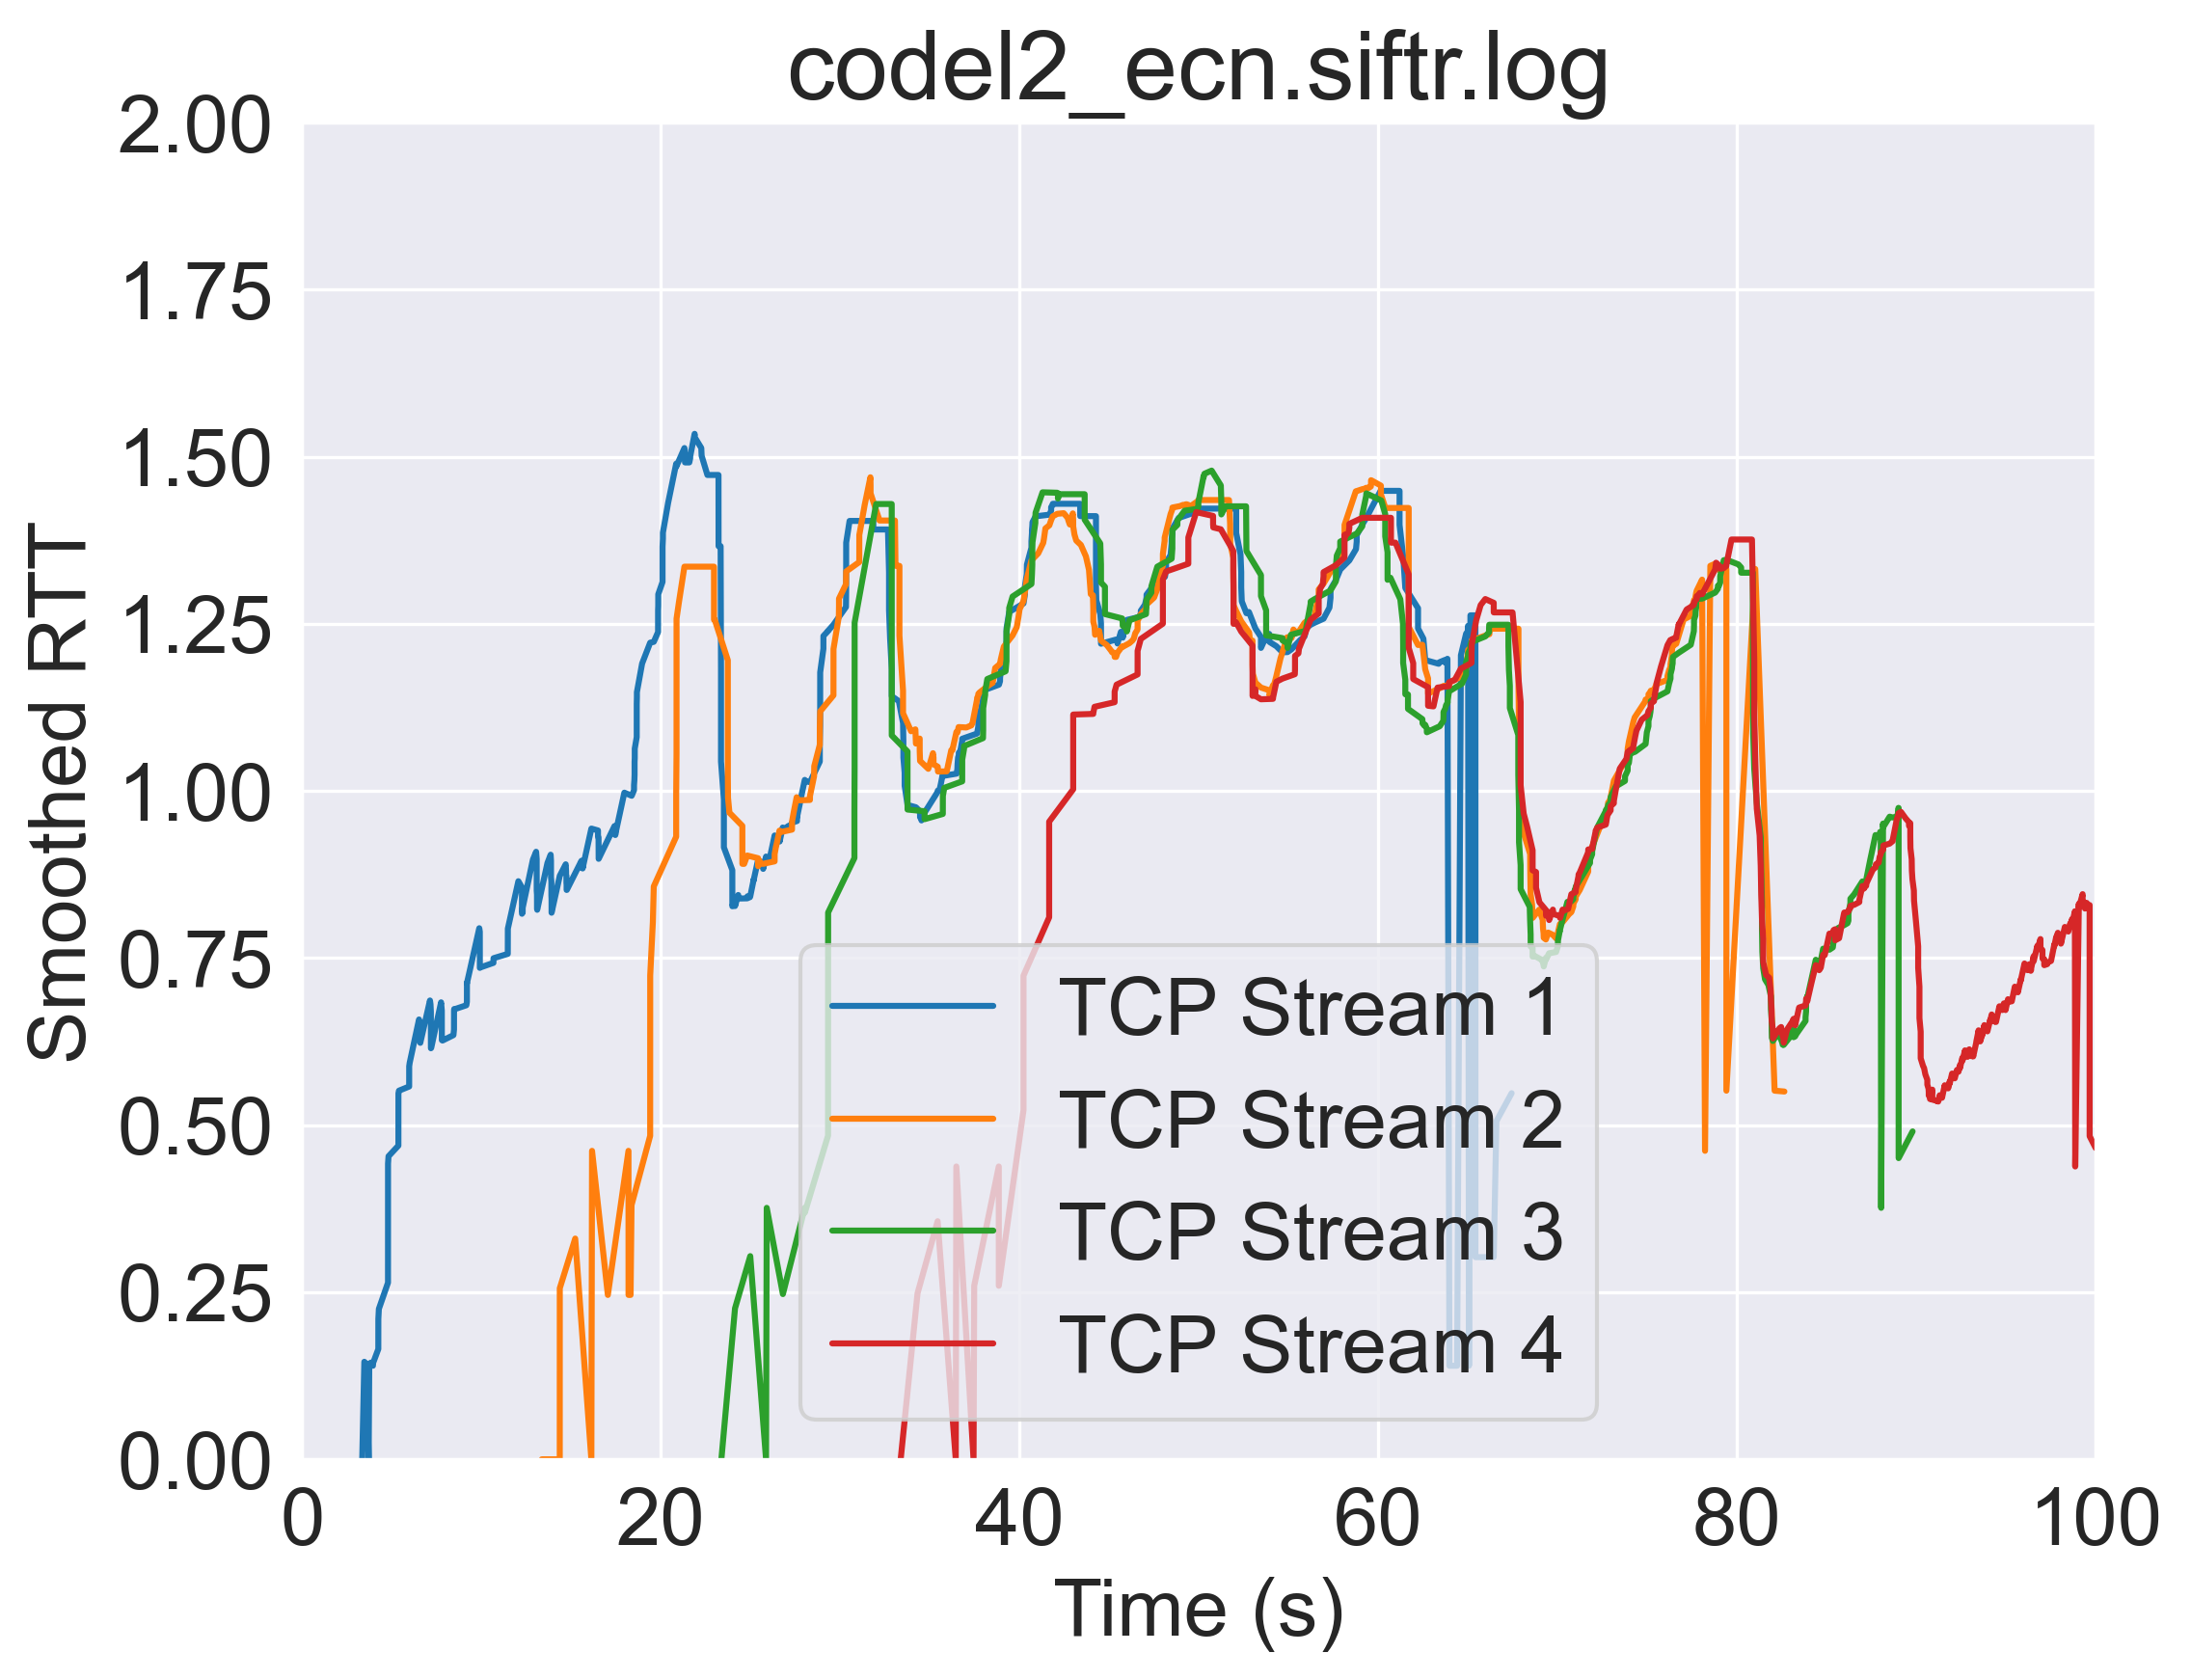 codel2_ecn.siftr.log
2.00
1.75
1.50
1.25
1.00
0.75
0.50
0.25
0.00
Smoothed RTT
TCP Stream 1
TCP Stream 2
TCP Stream 3
TCP Stream 4
0 20 40 60 80 100
Time (s)